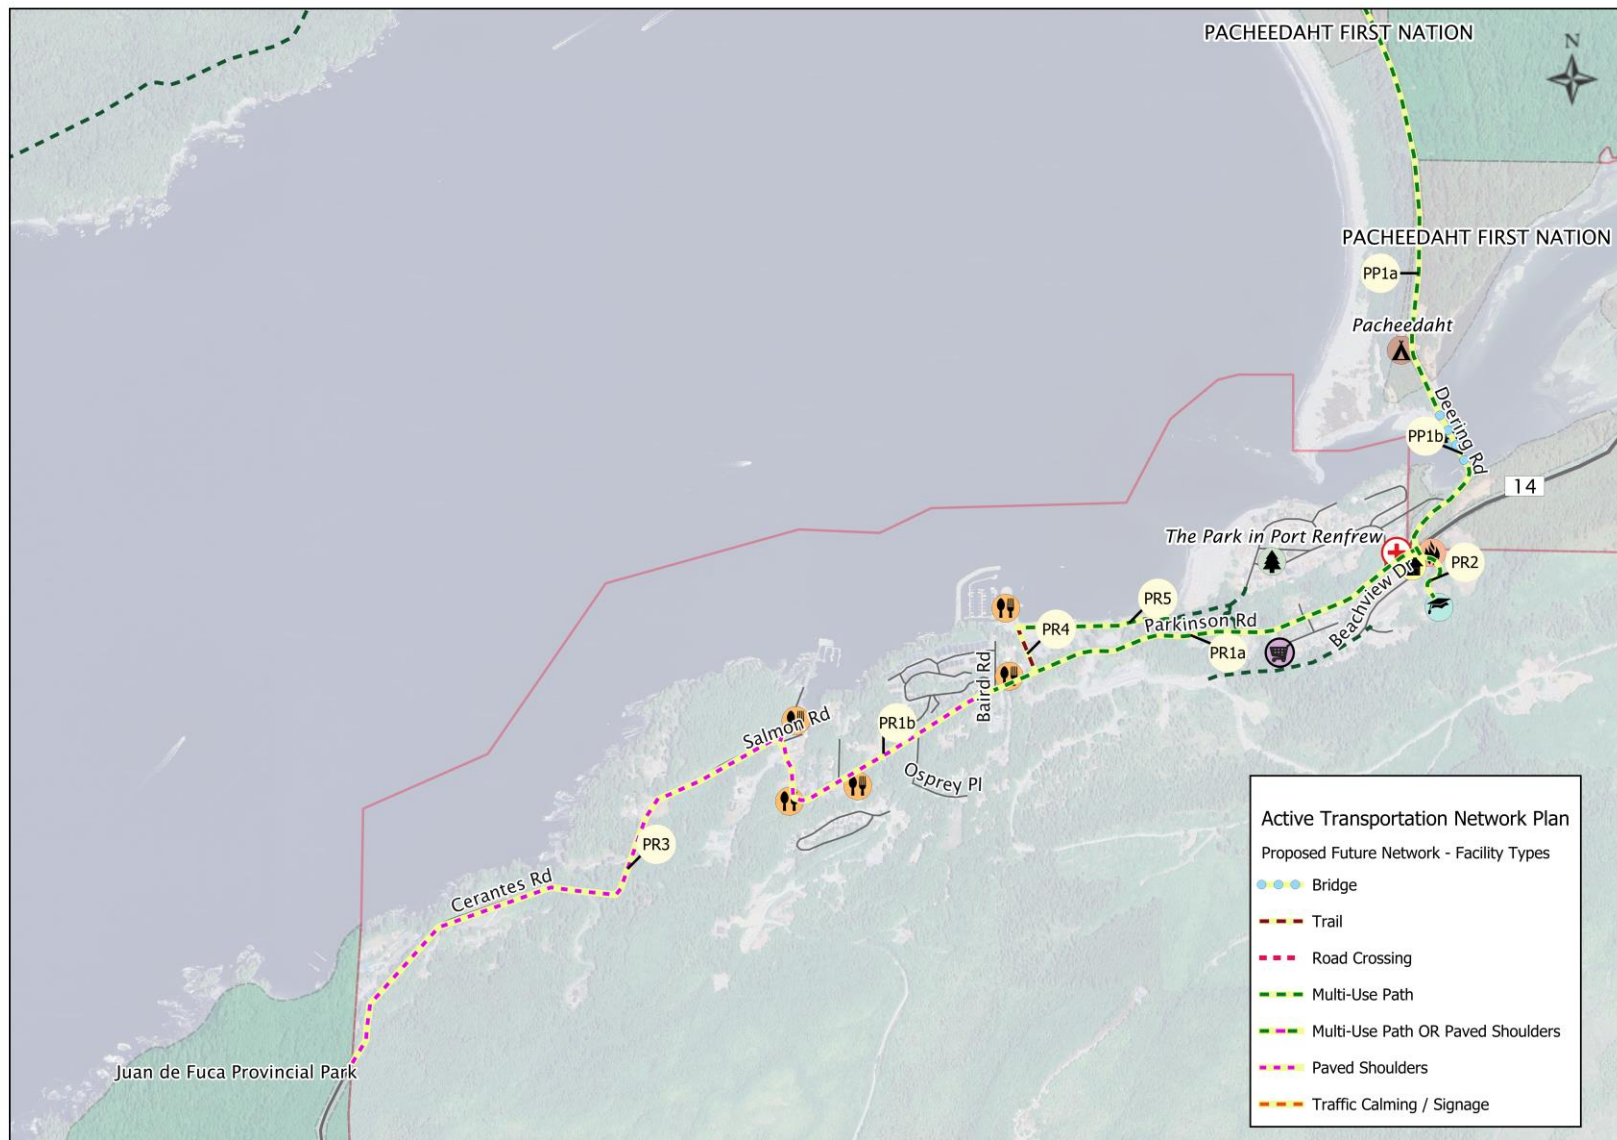 PACHEEDAHT FIRST NATION
N
PACHEEDAHT FIRST NATION
PP1a
Pacheedaht
Deering Rd
PP1b
14
The Park in Port Renfrew
PR2
Beachview Dr
PR5
Parkinson Rd
PR4
PR1a
Baird Rd
PR1b
Salmon Rd
Osprey Pl
PR3
Cerantes Rd
Juan de Fuca Provincial Park
Active Transportation Network Plan
Proposed Future Network - Facility Types
Bridge
Trail
Road Crossing
Multi-Use Path
Multi-Use Path OR Paved Shoulders
Paved Shoulders
Traffic Calming / Signage